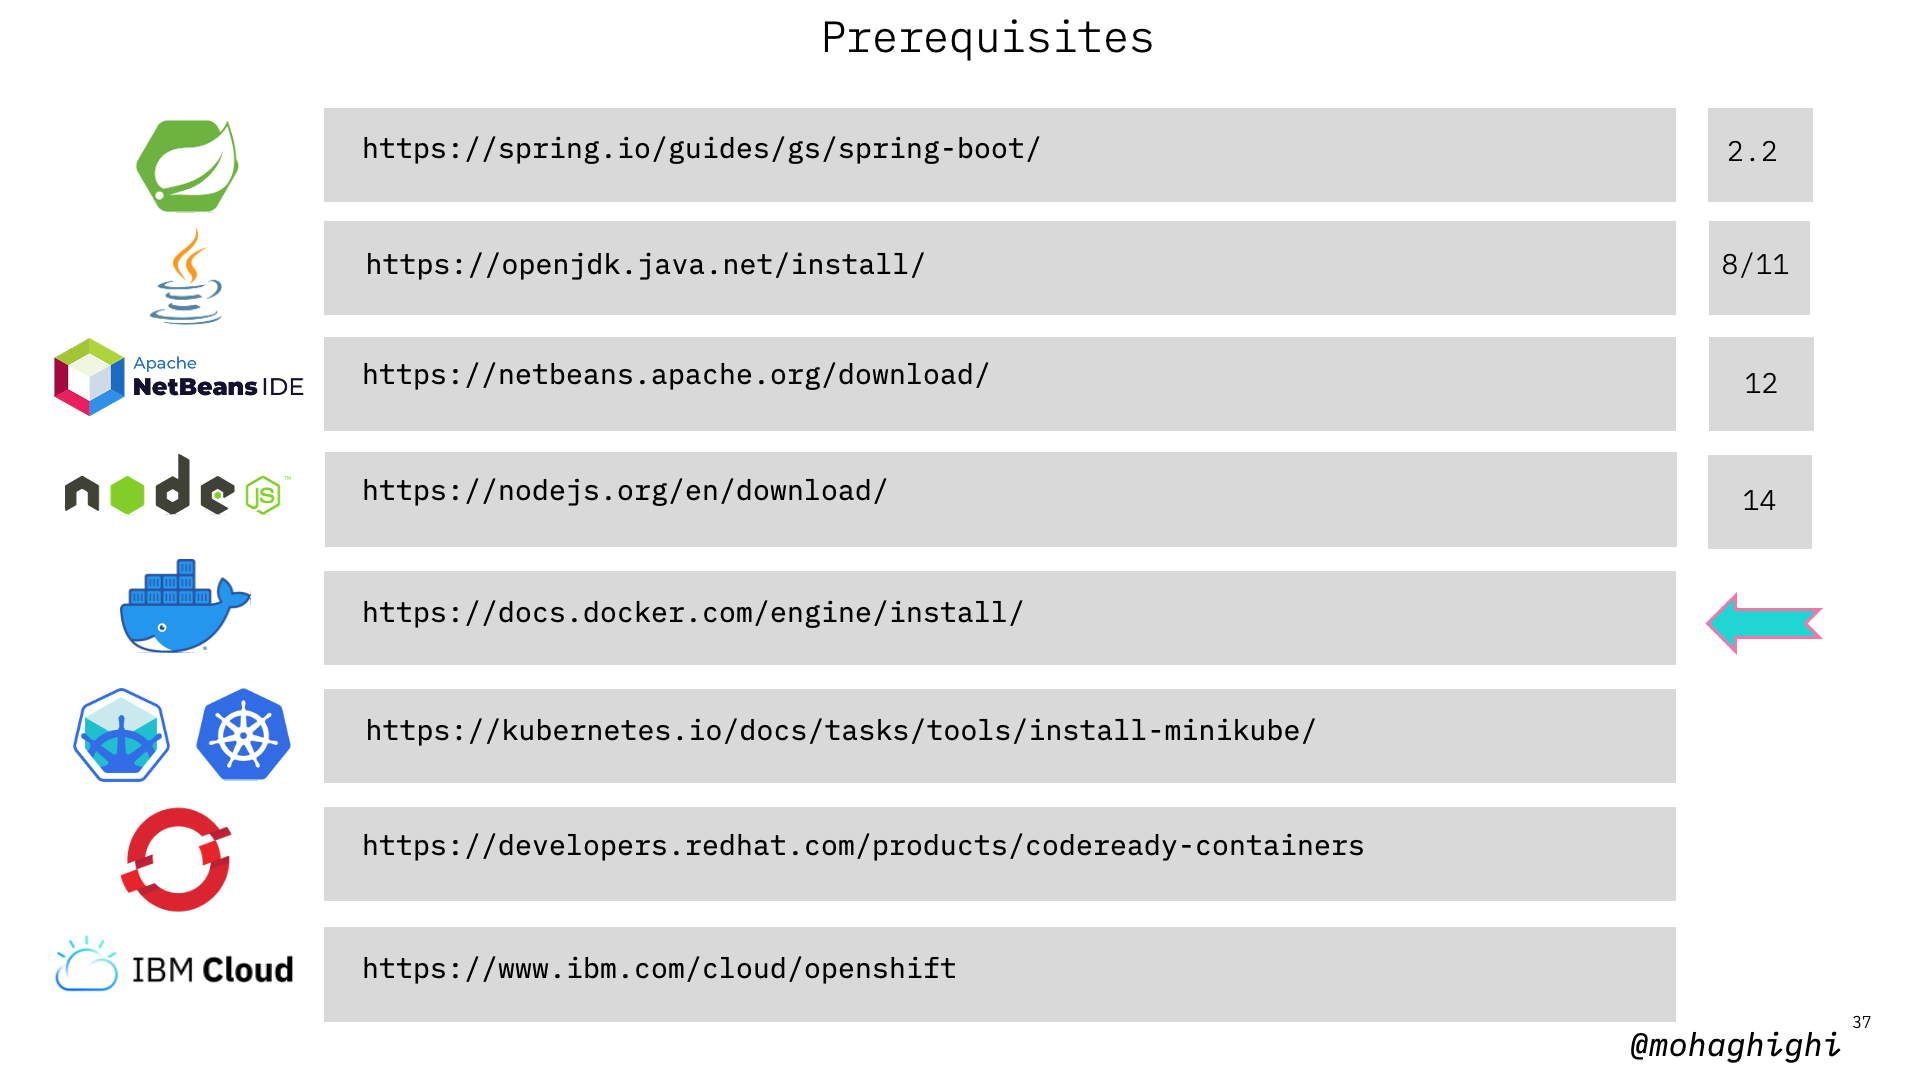 Prerequisites
https://spring.io/guides/gs/spring-boot/
2.2
https://openjdk.java.net/install/
8/11
Apache
NetBeans IDE
https://netbeans.apache.org/download/
12
node JS ™
https://nodejs.org/en/download/
14
https://docs.docker.com/engine/install/
https://kubernetes.io/docs/tasks/tools/install-minikube/
https://developers.redhat.com/products/codeready-containers
IBM Cloud
https://www.ibm.com/cloud/openshift
37
@mohaghighi